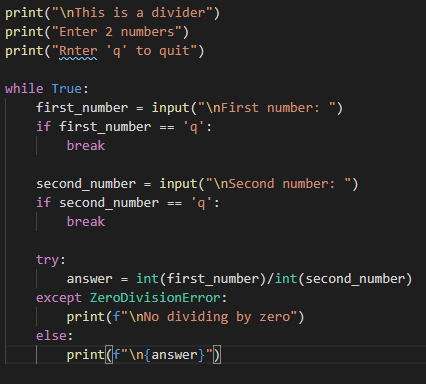 print("\nThis is a divider")
print("Enter 2 numbers")
print("Rnter 'q' to quit")
while True:
first_number = input("\nFirst number: ")
if first_number == 'q':
break
second_number = input("\nSecond number: ")
if second_number == 'q':
break
try:
answer = int(first_number)/int(second_number)
except ZeroDivisionError:
print(f"\nNo dividing by zero")
else:
print(f"\n{answer}")